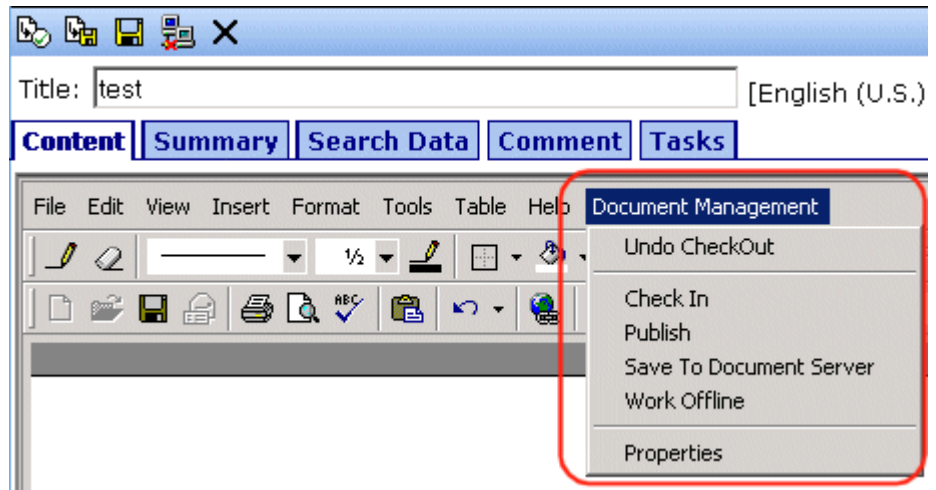 Title: test [English (U.S.)
Content Summary Search Data Comment Tasks
File Edit View Insert Format Tools Table Help Document Management
Undo CheckOut
½
Check In
ABC
Publish
Save To Document Server
Work Offline
Properties